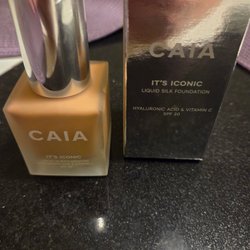 CAIA
IT'S ICONIC
CAIA
IT'S ICONIC
LIQUID SILK FOUNDATION
HYALURONIC ACID & VITAMIN C
SPF 20